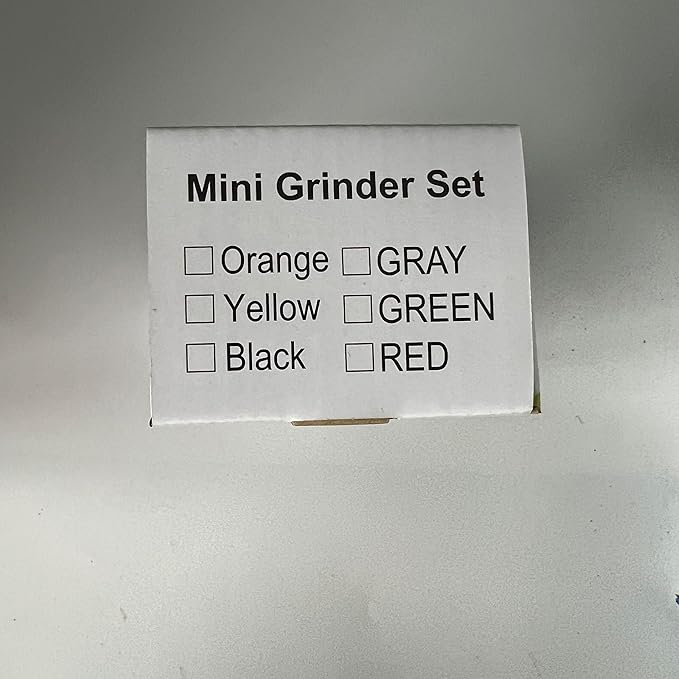 Mini Grinder Set
Orange GRAY
Yellow GREEN
Black RED